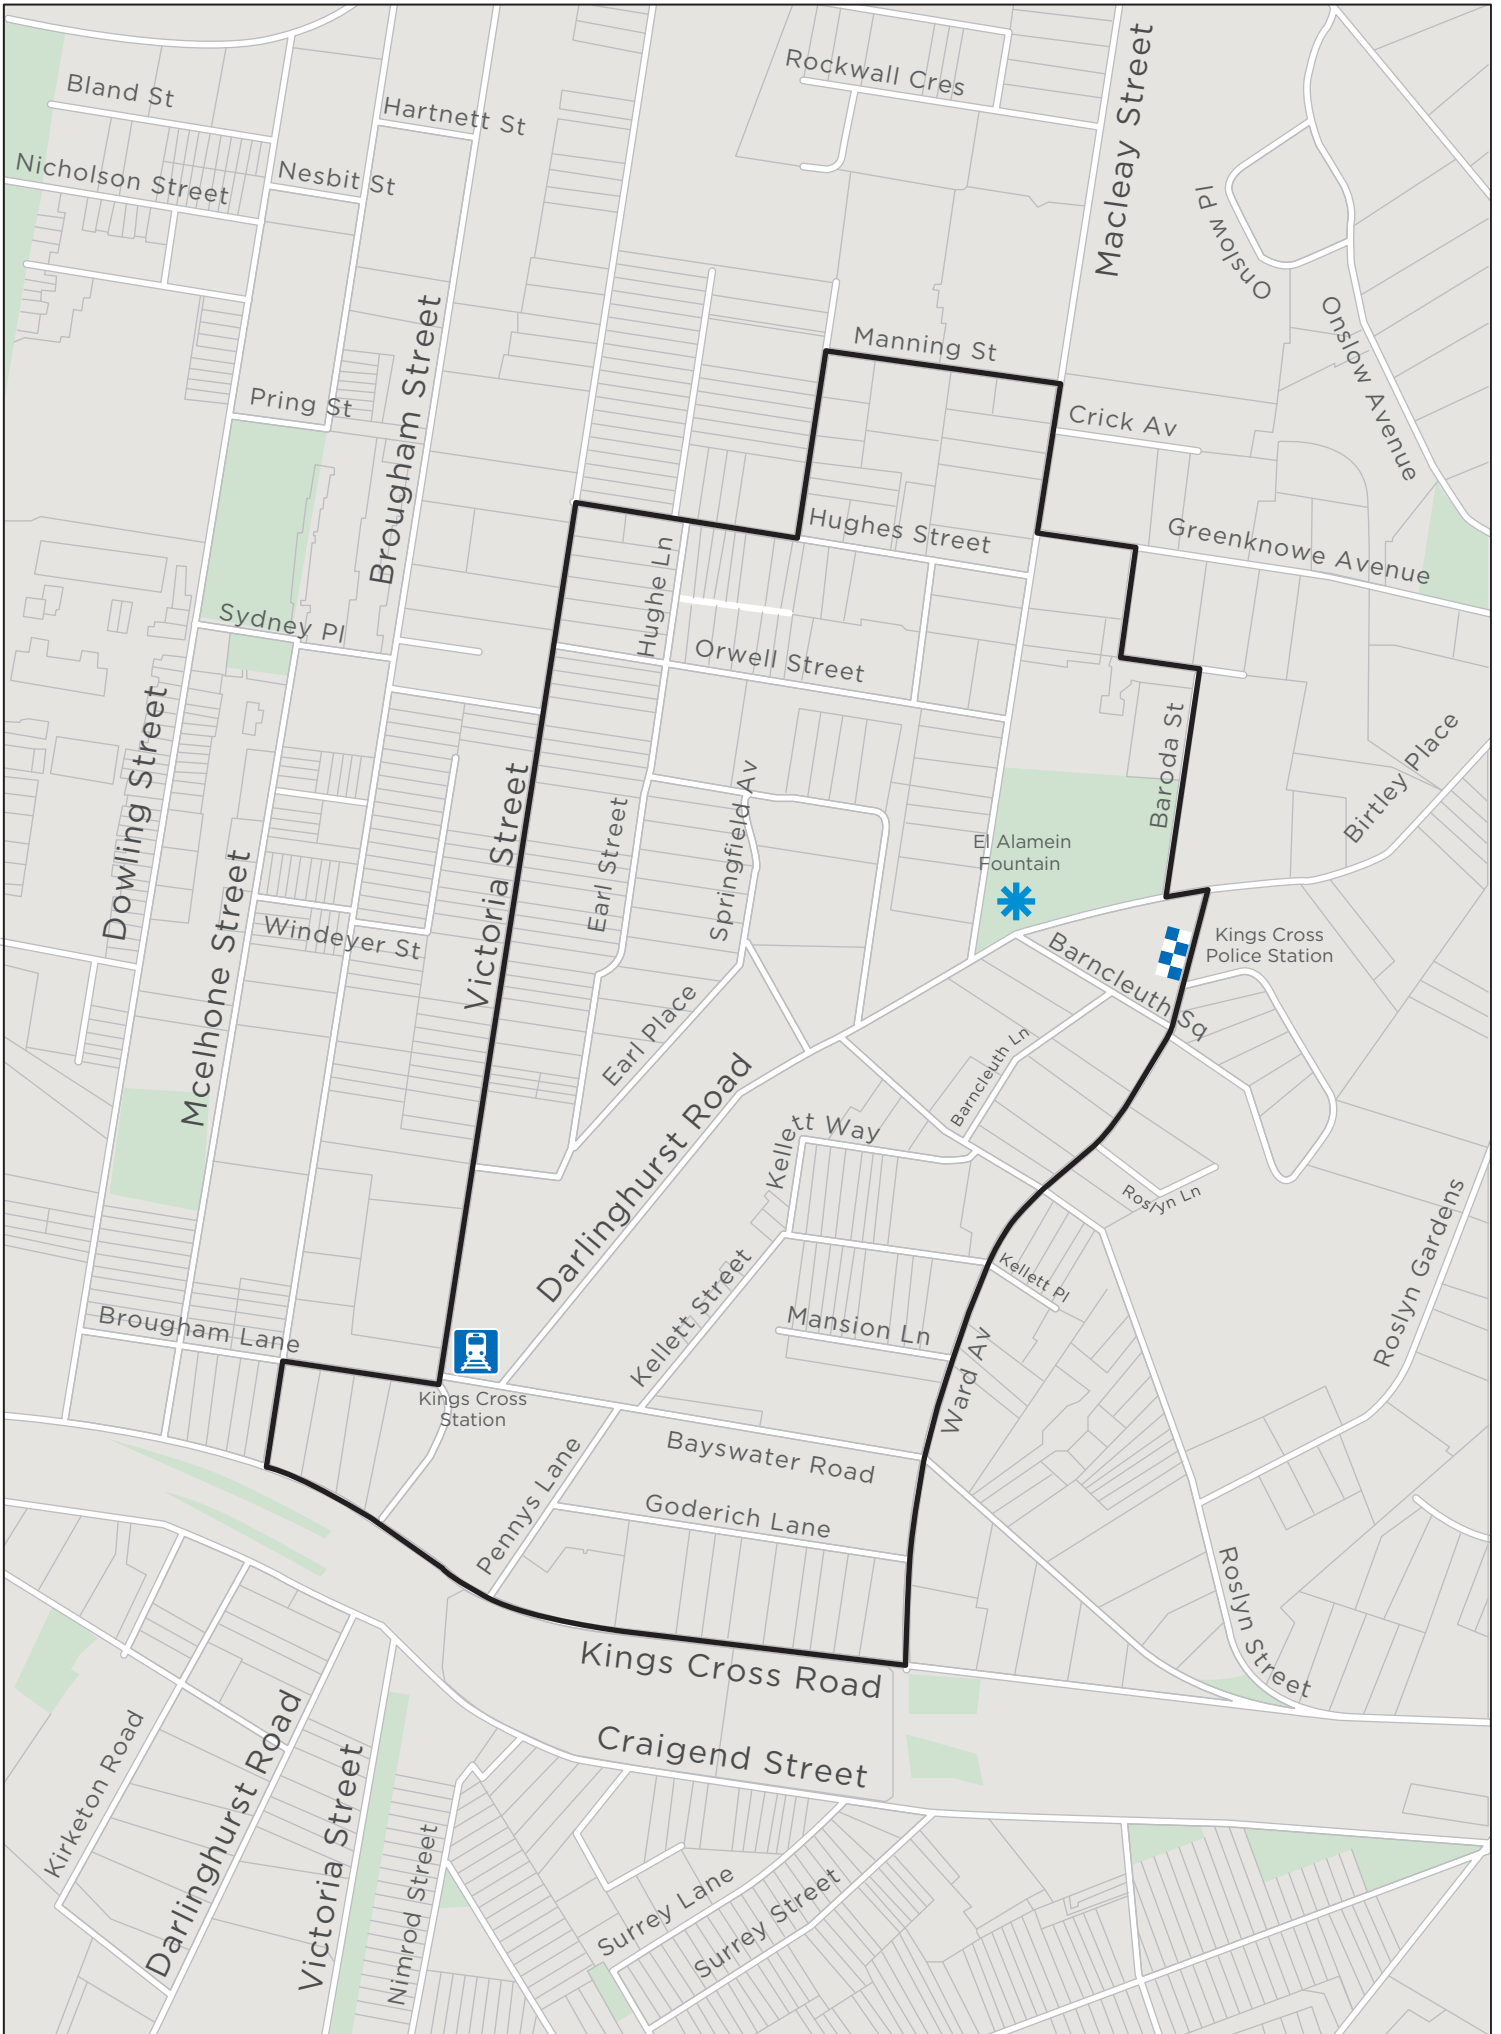 Rockwall Cres
Macleay Street
Bland St
Hartnett St
Nicholson Street
Nesbit St
Onslow Pl
Onslow Avenue
Brougham Street
Manning St
Pring St
Crick Av
Hughes Street
Greenknowe Avenue
Hughe Ln
Sydney Pl
Orwell Street
Dowling Street
Baroda St
Birtley Place
Victoria Street
Earl Street
Springfield Av
El Alamein
Fountain
Mcelhone Street
Windeyer St
Kings Cross
Police Station
Barncleuth Sq
Earl Place
Barncleuth Ln
Darlinghurst Road
Kellett Way
Roslyn Ln
Roslyn Gardens
Kellett Street
Kellett Pl
Brougham Lane
Mansion Ln
Ward Av
Kings Cross
Station
Bayswater Road
Pennys Lane
Goderich Lane
Roslyn Street
Kings Cross Road
Craigend Street
Kirketon Road
Darlinghurst Road
Victoria Street
Nimrod Street
Surrey Lane
Surrey Street